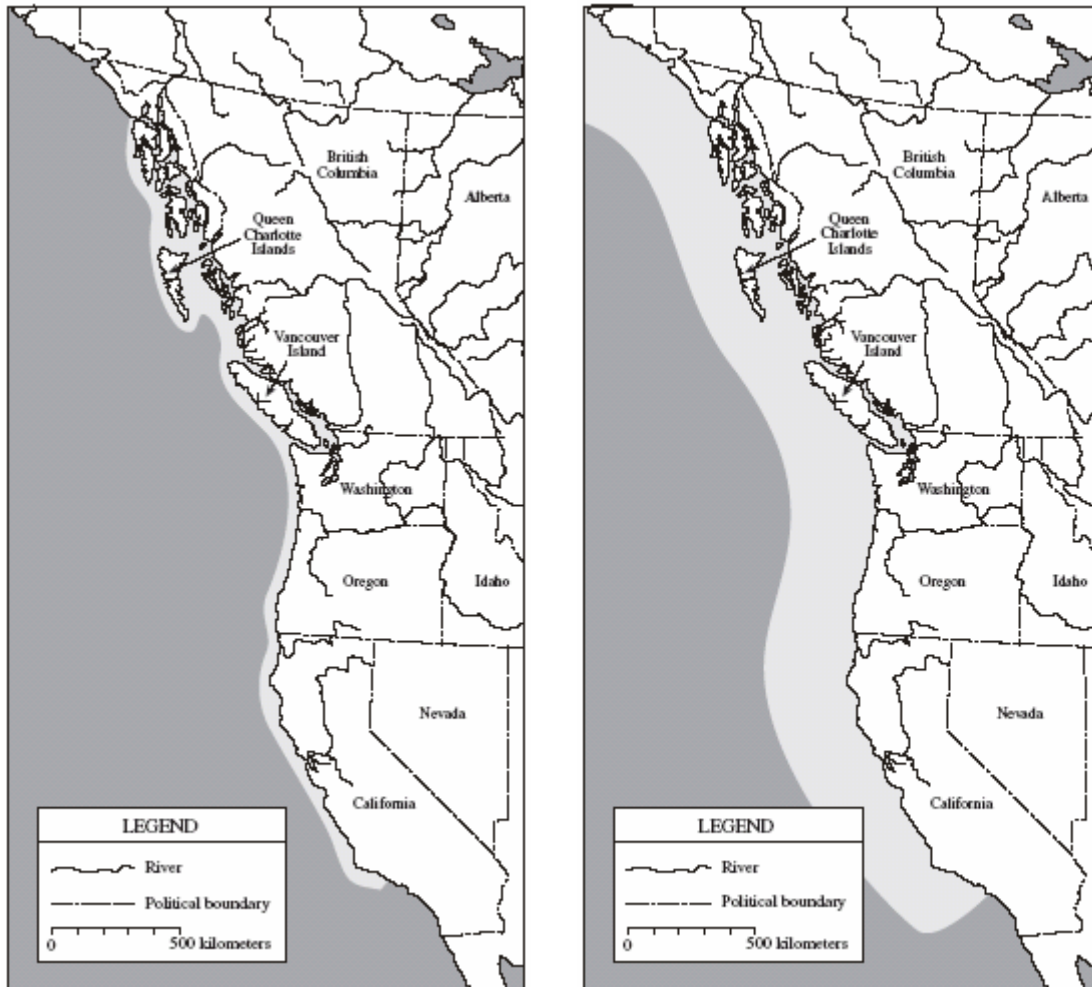 British
Columbia
Alberta
Queen
Charlotte
Islands
Vancouver
Island
Washington
Oregon
Idaho
Nevada
California
LEGEND
River
Political boundary
0 500 kilometers
British
Columbia
Alberta
Queen
Charlotte
Islands
Vancouver
Island
Washington
Oregon
Idaho
Nevada
California
LEGEND
River
Political boundary
0 500 kilometers